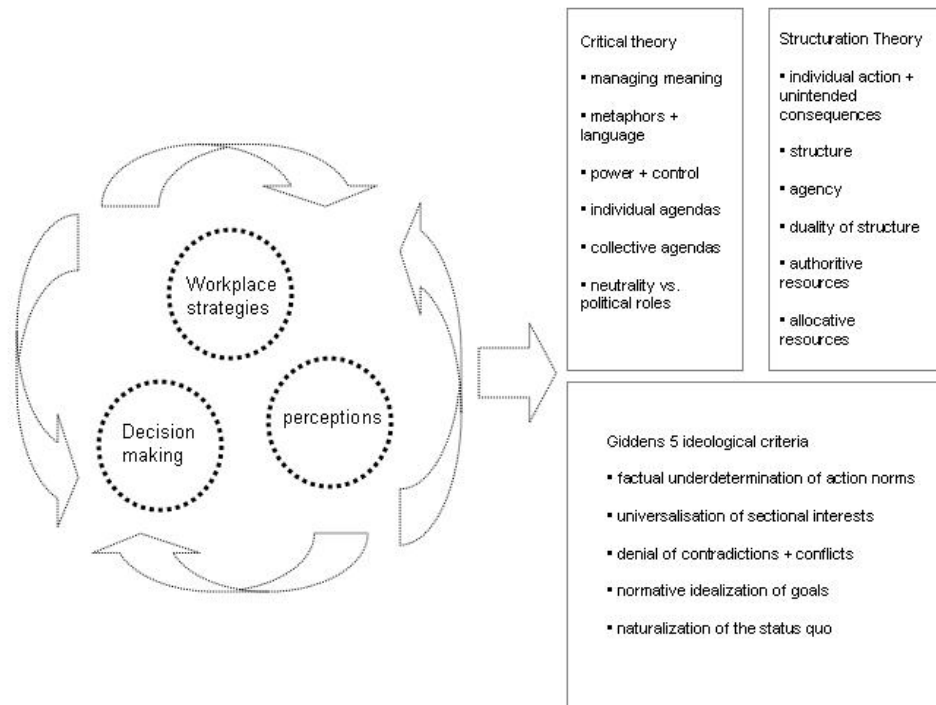 Workplace
strategies
Decision
making
perceptions
Critical theory
▪ managing meaning
▪ metaphors +
language
▪ power + control
▪ individual agendas
▪ collective agendas
▪ neutrality vs.
political roles
Structuration Theory
▪ individual action +
unintended
consequences
▪ structure
▪ agency
▪ duality of structure
▪ authoritive
resources
▪ allocative
resources
Giddens 5 ideological criteria
▪ factual underdetermination of action norms
▪ universalisation of sectional interests
▪ denial of contradictions + conflicts
▪ normative idealization of goals
▪ naturalization of the status quo